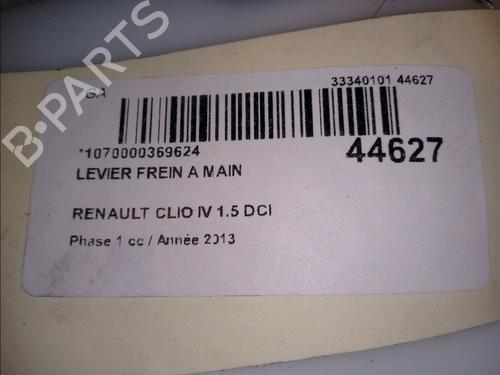 B-PARTS
GA
33340101 44627
*1070000369624
44627
LEVIER FREIN A MAIN
RENAULT CLIO IV 1.5 DCI
Phase 1 cc / Année 2013